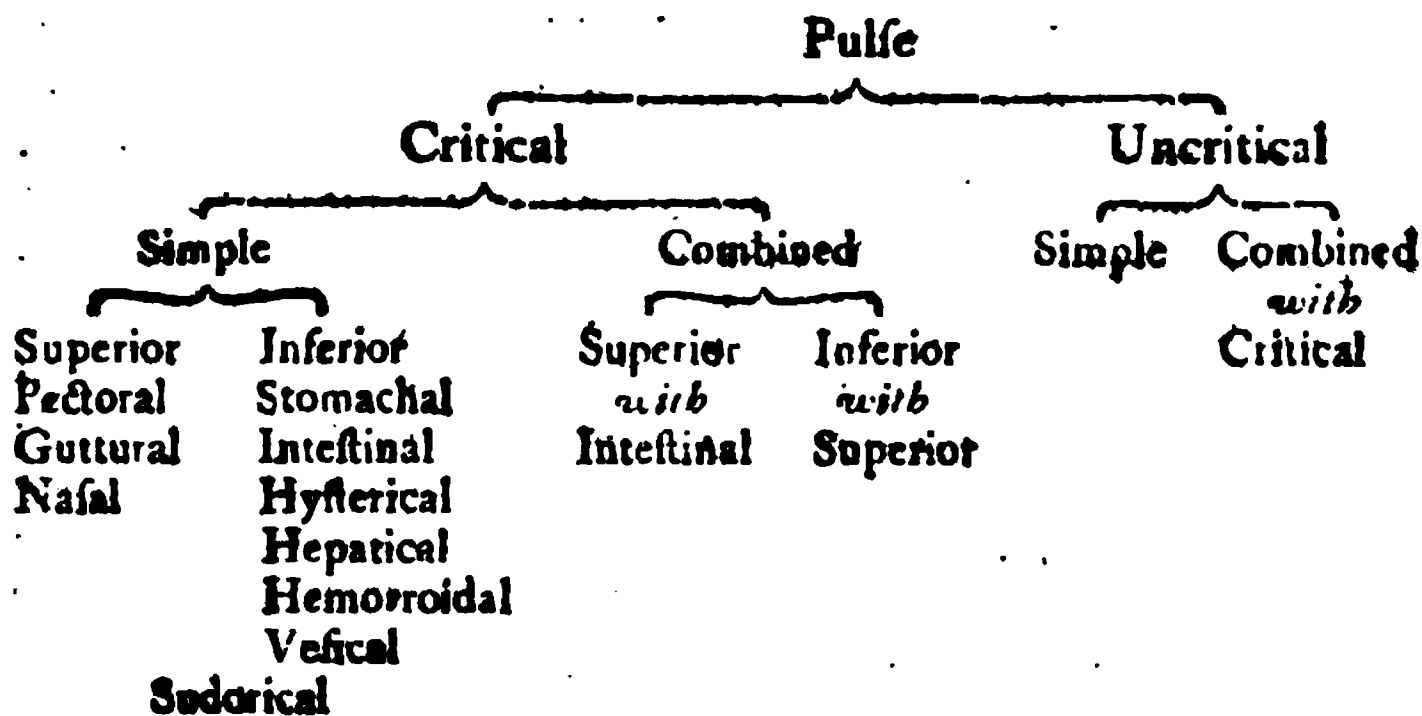 Pulſe
Critical Uncritical
Simple Combined Simple Combined
with
Superior Inferior Superior Inferior Critical
Pectoral Stomachal with with
Guttural Inteſtinal Inteſtinal Superior
Naſal Hyſterical
Hepatical
Hemorroidal
Veſical
Sudorical